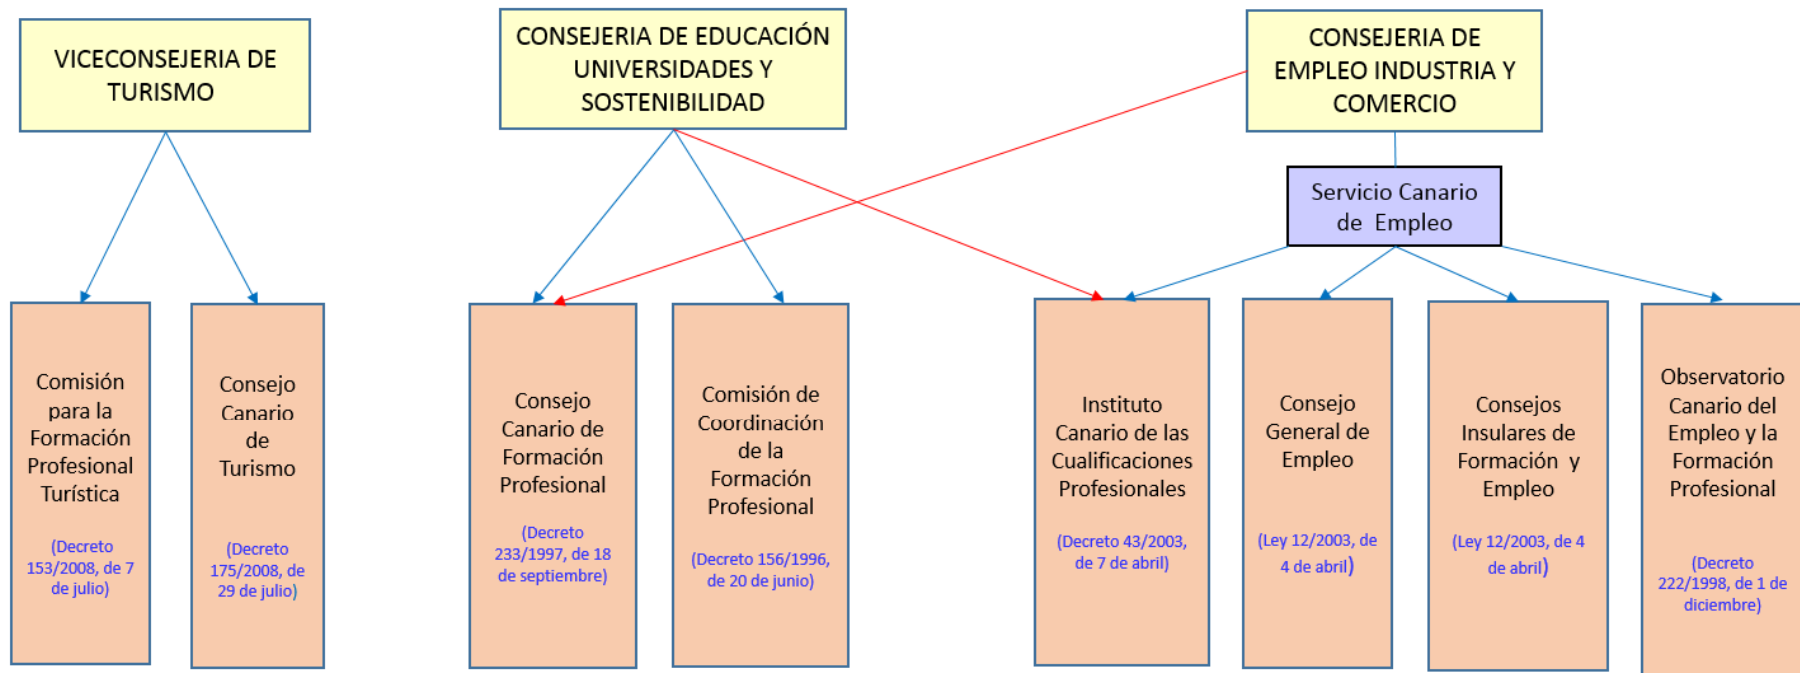 VICECONSEJERIA DE
TURISMO
CONSEJERIA DE EDUCACIÓN
UNIVERSIDADES Y
SOSTENIBILIDAD
CONSEJERIA DE
EMPLEO INDUSTRIA Y
COMERCIO
Servicio Canario
de Empleo
Comisión
para la
Formación
Profesional
Turística
(Decreto
153/2008, de 7
de julio)
Consejo
Canario
de
Turismo
(Decreto
175/2008, de
29 de julio)
Consejo
Canario de
Formación
Profesional
(Decreto
233/1997, de 18
de septiembre)
Comisión de
Coordinación
de la
Formación
Profesional
(Decreto 156/1996,
de 20 de junio)
Instituto
Canario de las
Cualificaciones
Profesionales
(Decreto 43/2003,
de 7 de abril)
Consejo
General de
Empleo
(Ley 12/2003, de
4 de abril)
Consejos
Insulares de
Formación y
Empleo
(Ley 12/2003, de 4
de abril)
Observatorio
Canario del
Empleo y la
Formación
Profesional
(Decreto
222/1998, de 1 de
diciembre)